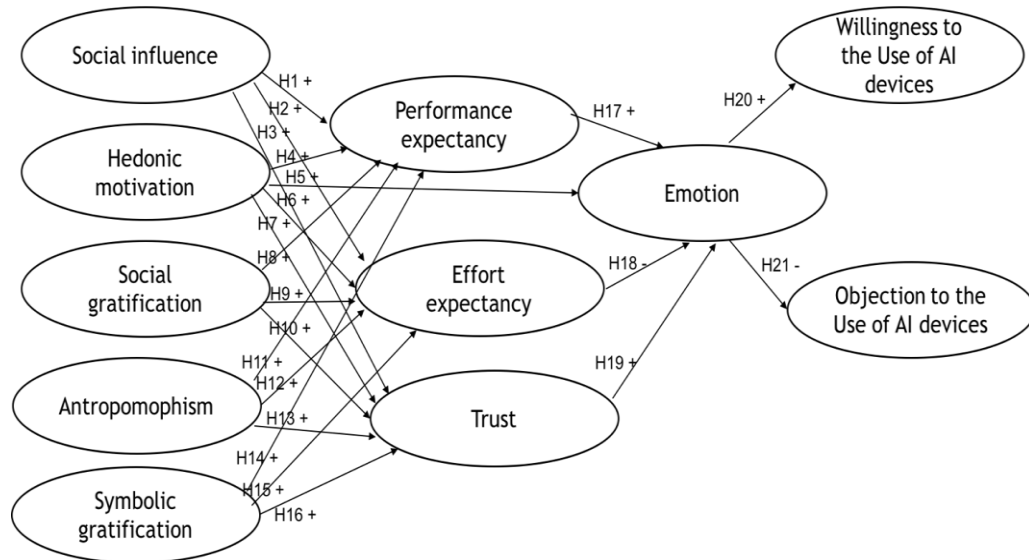 Social influence
Willingness to
the Use of AI
devices
H1 +
H2 +
H3 +
Performance
expectancy
H17 +
H20 +
Hedonic
motivation
H4 +
H5 +
H6 +
H7 +
Emotion
Social
gratification
H8 +
H9 +
H10 +
Effort
expectancy
H18 -
H21 -
Objection to the
Use of AI devices
Antropomophism
H11 +
H12 +
H13 +
Trust
H19 +
Symbolic
gratification
H14 +
H15 +
H16 +